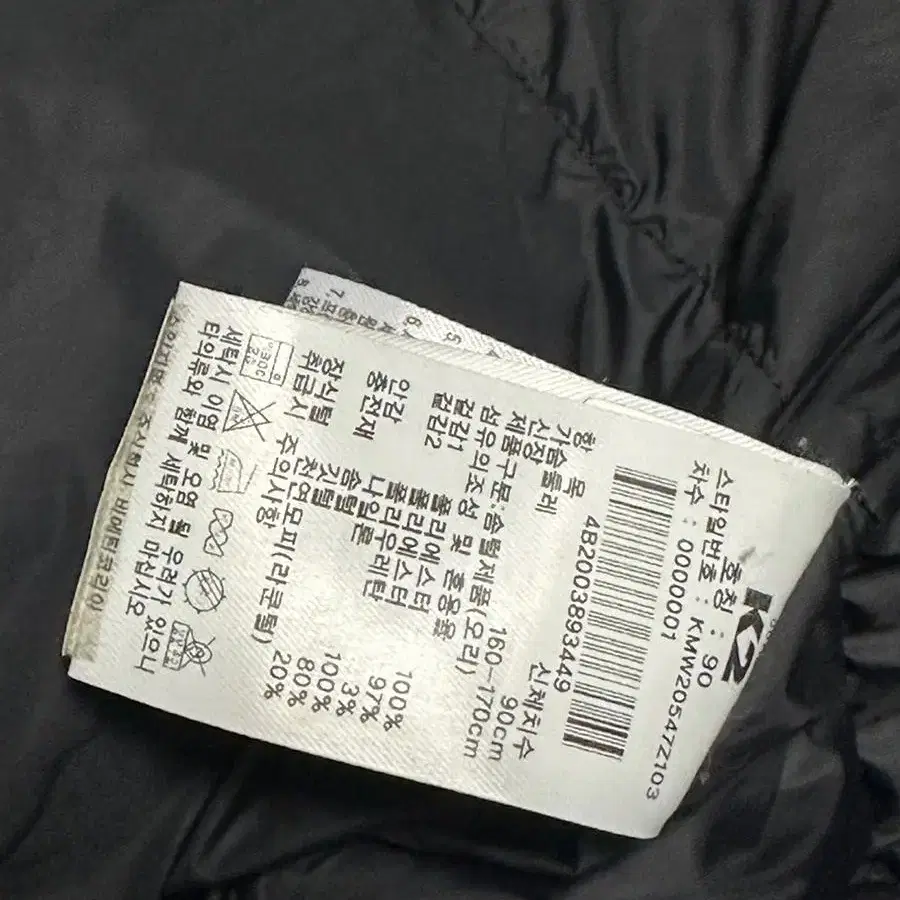 K2
호칭 : 90
스타일번호 : KMW20547Z103
차수 : 0000001
4B2003893449
항 목 신체치수
가슴둘레 90cm
신장 160-170cm
제품구분:솜털제품(오리)
섬유의조성 및 혼용율
겉감1 폴리에스터 100%
겉감2 폴리에스터 97%
폴리우레탄 3%
안감 나일론 100%
충전재 솜털 80%
깃털 20%
장식털 천연모피(라쿤털)
취급시 주의사항
세탁시 이염 및 오염 될 우려가 있으니
타의류와 함께 세탁하지 마십시오
5.
6.
7.